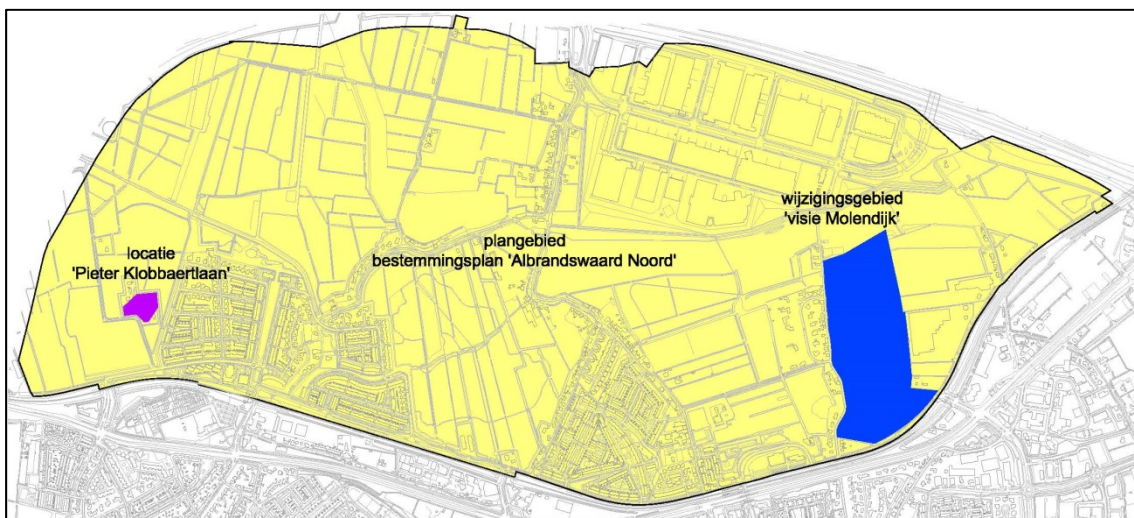 wijzigingsgebied
'visie Molendijk'
plangebied
bestemmingsplan 'Albrandswaard Noord'
locatie
'Pieter Klobbaertlaan'